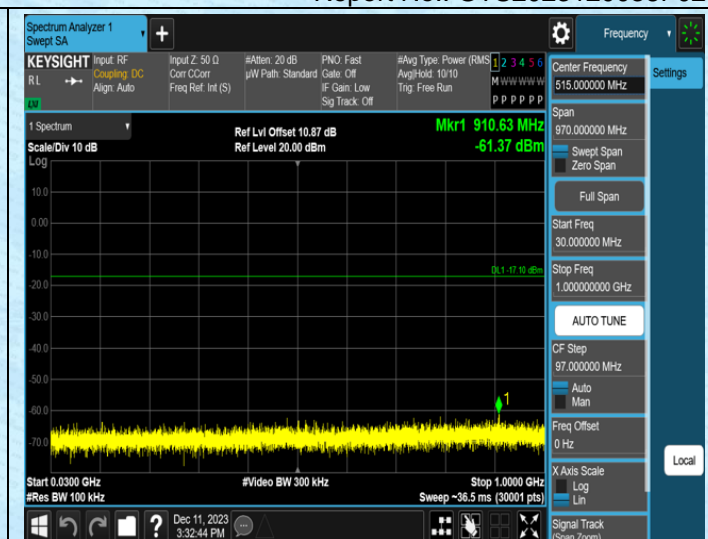 Spectrum Analyzer 1
Swept SA
+
Frequency
KEYSIGHT
RL
LXI
Input: RF
Coupling: DC
Align: Auto
Input Z: 50 Ω
Corr CCorr
Freq Ref: Int (S)
#Atten: 20 dB
µW Path: Standard
PNO: Fast
Gate: Off
IF Gain: Low
Sig Track: Off
#Avg Type: Power (RMS
Avg|Hold: 10/10
Trig: Free Run
1 2 3 4 5 6
M W W W W W
P P P P P P
Center Frequency
515.000000 MHz
Settings
Span
970.000000 MHz
Swept Span
Zero Span
Full Span
Start Freq
30.000000 MHz
Stop Freq
1.000000000 GHz
AUTO TUNE
CF Step
97.000000 MHz
Auto
Man
Freq Offset
0 Hz
X Axis Scale
Log
Lin
Signal Track
(Span Zoom)
Local
1 Spectrum
Scale/Div 10 dB
Log
Ref Lvl Offset 10.87 dB
Ref Level 20.00 dBm
Mkr1 910.63 MHz
-61.37 dBm
10.0
0.00
-10.0
-20.0
-30.0
-40.0
-50.0
-60.0
-70.0
DL1 -17.10 dBm
1
Start 0.0300 GHz
#Res BW 100 kHz
#Video BW 300 kHz
Stop 1.0000 GHz
Sweep ~36.5 ms (30001 pts)
?
Dec 11, 2023
3:32:44 PM